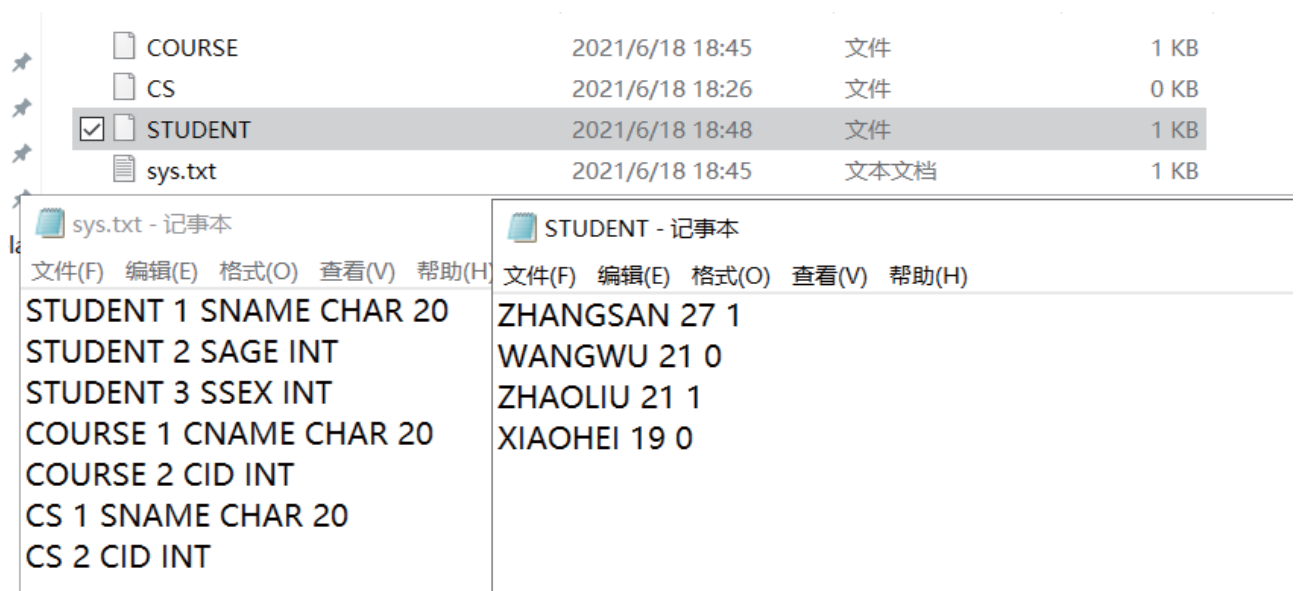 COURSE 2021/6/18 18:45 文件 1 KB
CS 2021/6/18 18:26 文件 0 KB
STUDENT 2021/6/18 18:48 文件 1 KB
sys.txt 2021/6/18 18:45 文本文档 1 KB
sys.txt - 记事本
文件(F) 编辑(E) 格式(O) 查看(V) 帮助(H)
STUDENT 1 SNAME CHAR 20
STUDENT 2 SAGE INT
STUDENT 3 SSEX INT
COURSE 1 CNAME CHAR 20
COURSE 2 CID INT
CS 1 SNAME CHAR 20
CS 2 CID INT
STUDENT - 记事本
文件(F) 编辑(E) 格式(O) 查看(V) 帮助(H)
ZHANGSAN 27 1
WANGWU 21 0
ZHAOLIU 21 1
XIAOHEI 19 0